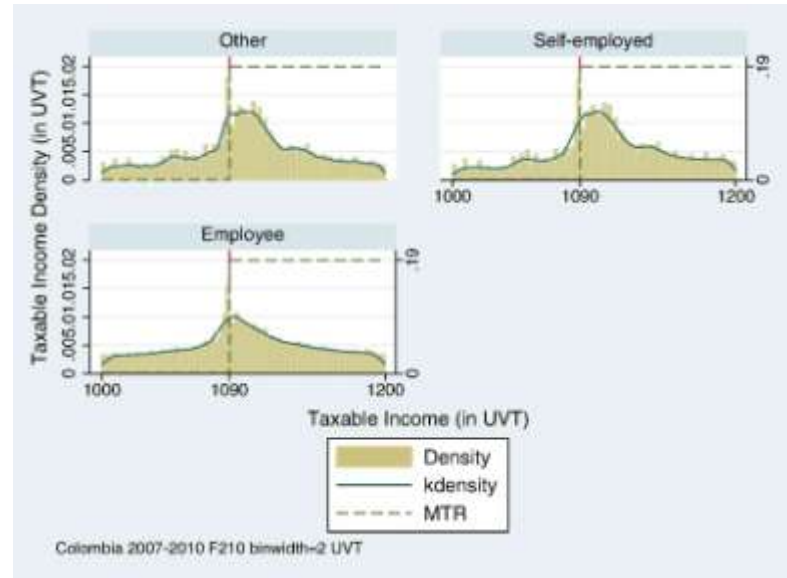 Other
Self-employed
Taxable Income Density (in UVT)
0 .005 .01 .015 .02
0 .19
1000 1090 1200
Employee
0 .005 .01 .015 .02
0 .19
1000 1090 1200
Taxable Income (in UVT)
Density
kdensity
MTR
Colombia 2007-2010 F210 binwidth=2 UVT